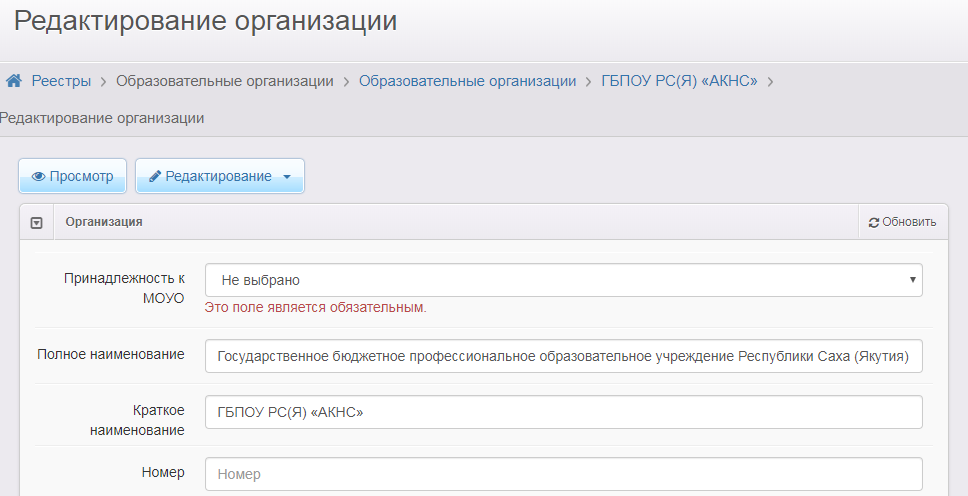 Редактирование организации
Реестры > Образовательные организации > Образовательные организации > ГБПОУ РС(Я) «АКНС» >
Редактирование организации
Просмотр Редактирование
Организация Обновить
Принадлежность к
МОУО
Не выбрано
Это поле является обязательным.
Полное наименование Государственное бюджетное профессиональное образовательное учреждение Республики Саха (Якутия)
Краткое
наименование
ГБПОУ РС(Я) «АКНС»
Номер Номер